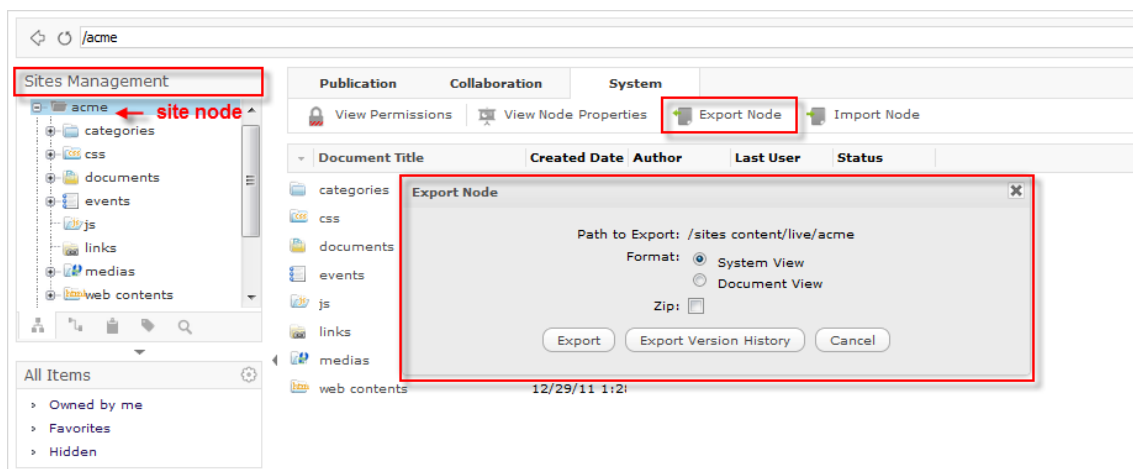 /acme
Sites Management
acme
site node
categories
css
documents
events
js
links
medias
web contents
All Items
Owned by me
Favorites
Hidden
Publication Collaboration System
View Permissions View Node Properties Export Node Import Node
Document Title Created Date Author Last User Status
categories
css
documents
events
js
links
medias
web contents 12/29/11 1:2
Export Node
Path to Export: /sites content/live/acme
Format: System View
Document View
Zip:
Export Export Version History Cancel